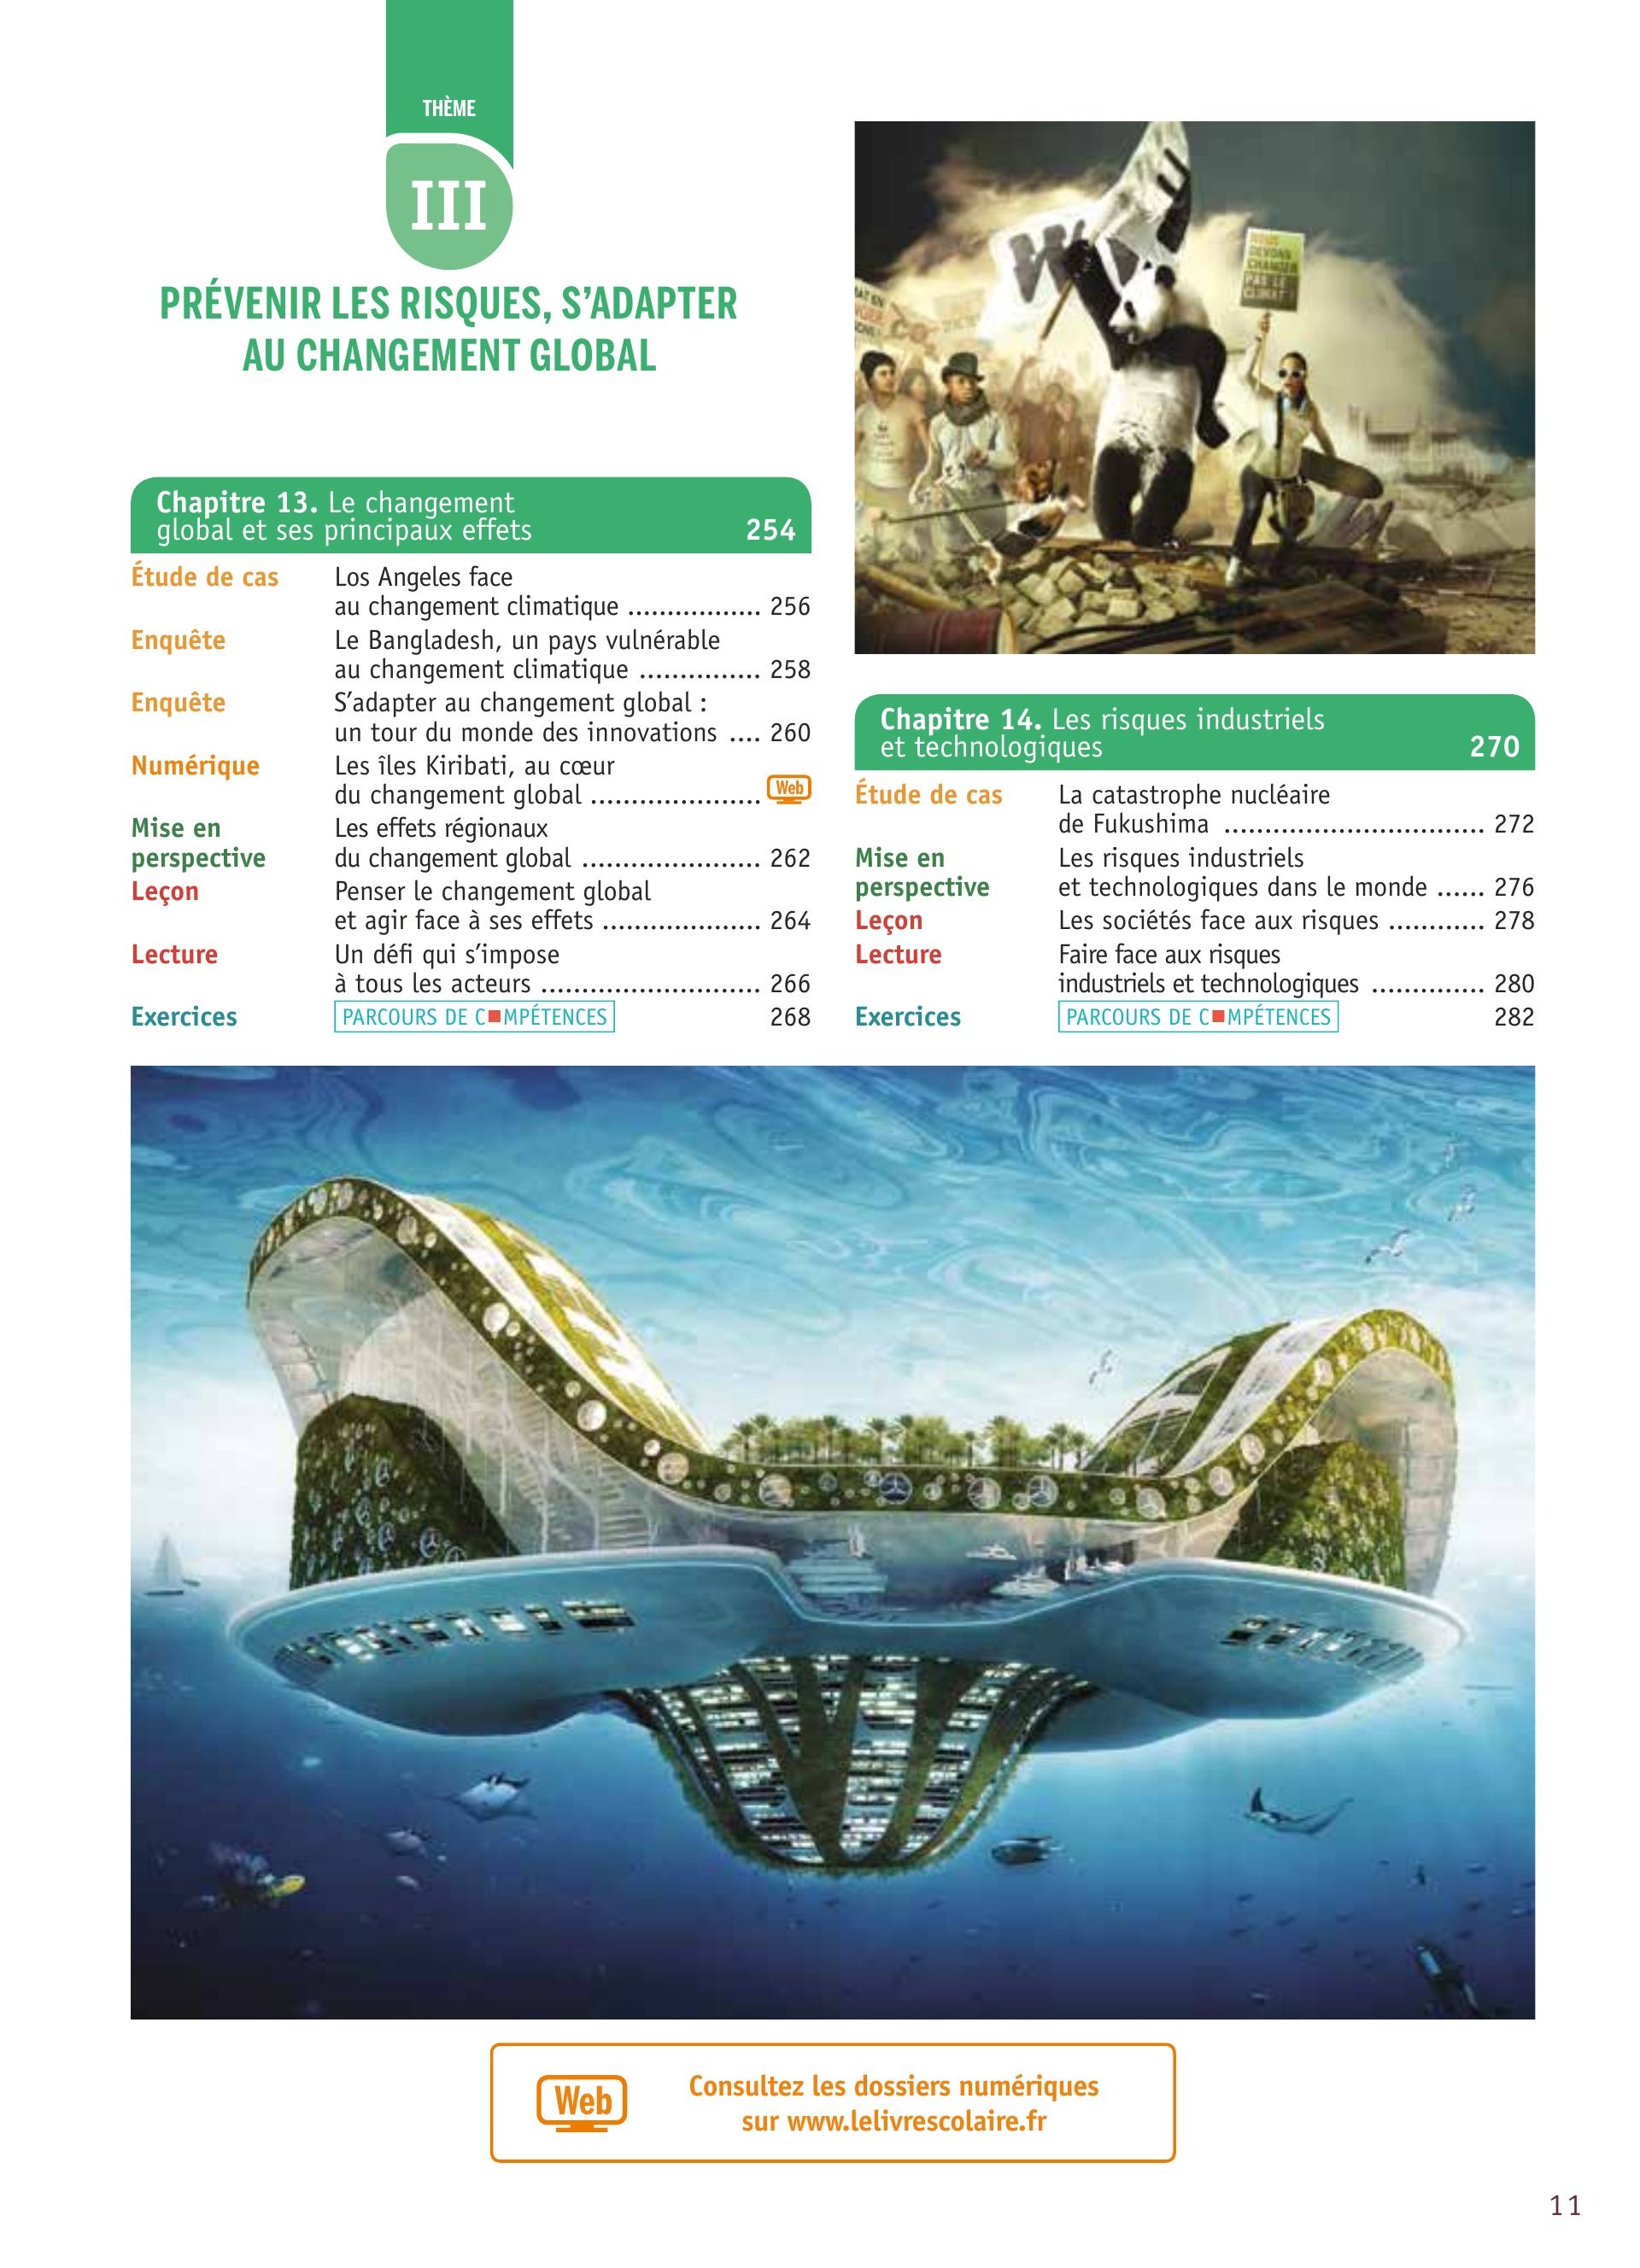 THÈME
III
PRÉVENIR LES RISQUES, S’ADAPTER
AU CHANGEMENT GLOBAL
Chapitre 13. Le changement
global et ses principaux effets 254
Étude de cas Los Angeles face
au changement climatique ................. 256
Enquête Le Bangladesh, un pays vulnérable
au changement climatique ............... 258
Enquête S’adapter au changement global :
un tour du monde des innovations .... 260
Numérique Les îles Kiribati, au cœur
du changement global ..................... Web
Mise en Les effets régionaux
perspective du changement global ...................... 262
Leçon Penser le changement global
et agir face à ses effets ................... 264
Lecture Un défi qui s’impose
à tous les acteurs ........................... 266
Exercices PARCOURS DE C■MPÉTENCES 268
NOUS
DEVONS
CHANGER
Chapitre 14. Les risques industriels
et technologiques 270
Étude de cas La catastrophe nucléaire
de Fukushima ................................ 272
Mise en Les risques industriels
perspective et technologiques dans le monde ...... 276
Leçon Les sociétés face aux risques ............ 278
Lecture Faire face aux risques
industriels et technologiques .............. 280
Exercices PARCOURS DE C■MPÉTENCES 282
Web
Consultez les dossiers numériques
sur www.lelivrescolaire.fr
11